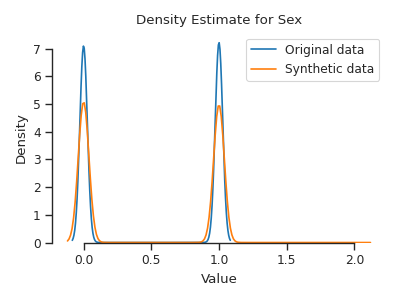 Density Estimate for Sex
Original data
Synthetic data
7
6
5
4
3
2
1
0
Density
0.0 0.5 1.0 1.5 2.0
Value